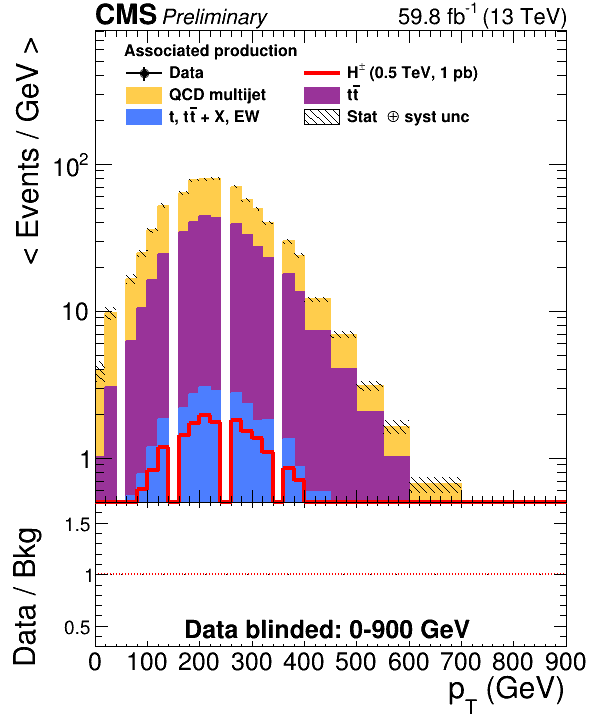 CMS Preliminary 59.8 fb⁻¹ (13 TeV)
< Events / GeV >
Associated production
Data
H± (0.5 TeV, 1 pb)
QCD multijet
tt̄
t, tt̄ + X, EW
Stat ⊕ syst unc
10²
10
1
Data / Bkg
1.5
1
0.5
Data blinded: 0-900 GeV
0 100 200 300 400 500 600 700 800 900
p_T (GeV)